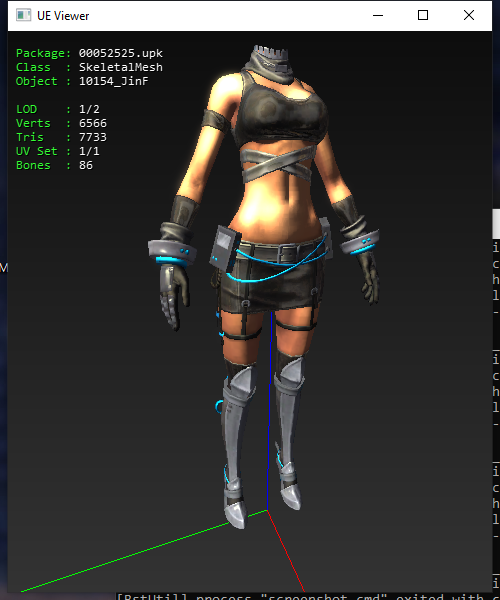 UE Viewer
Package: 00052525.upk
Class  : SkeletalMesh
Object : 10154_JinF
LOD    : 1/2
Verts  : 6566
Tris   : 7733
UV Set : 1/1
Bones  : 86
M
i
c
h
l
-
i
c
h
l
-
i
c
h
l
-
i
[BstUtil] process "screenshot.cmd" exited with c